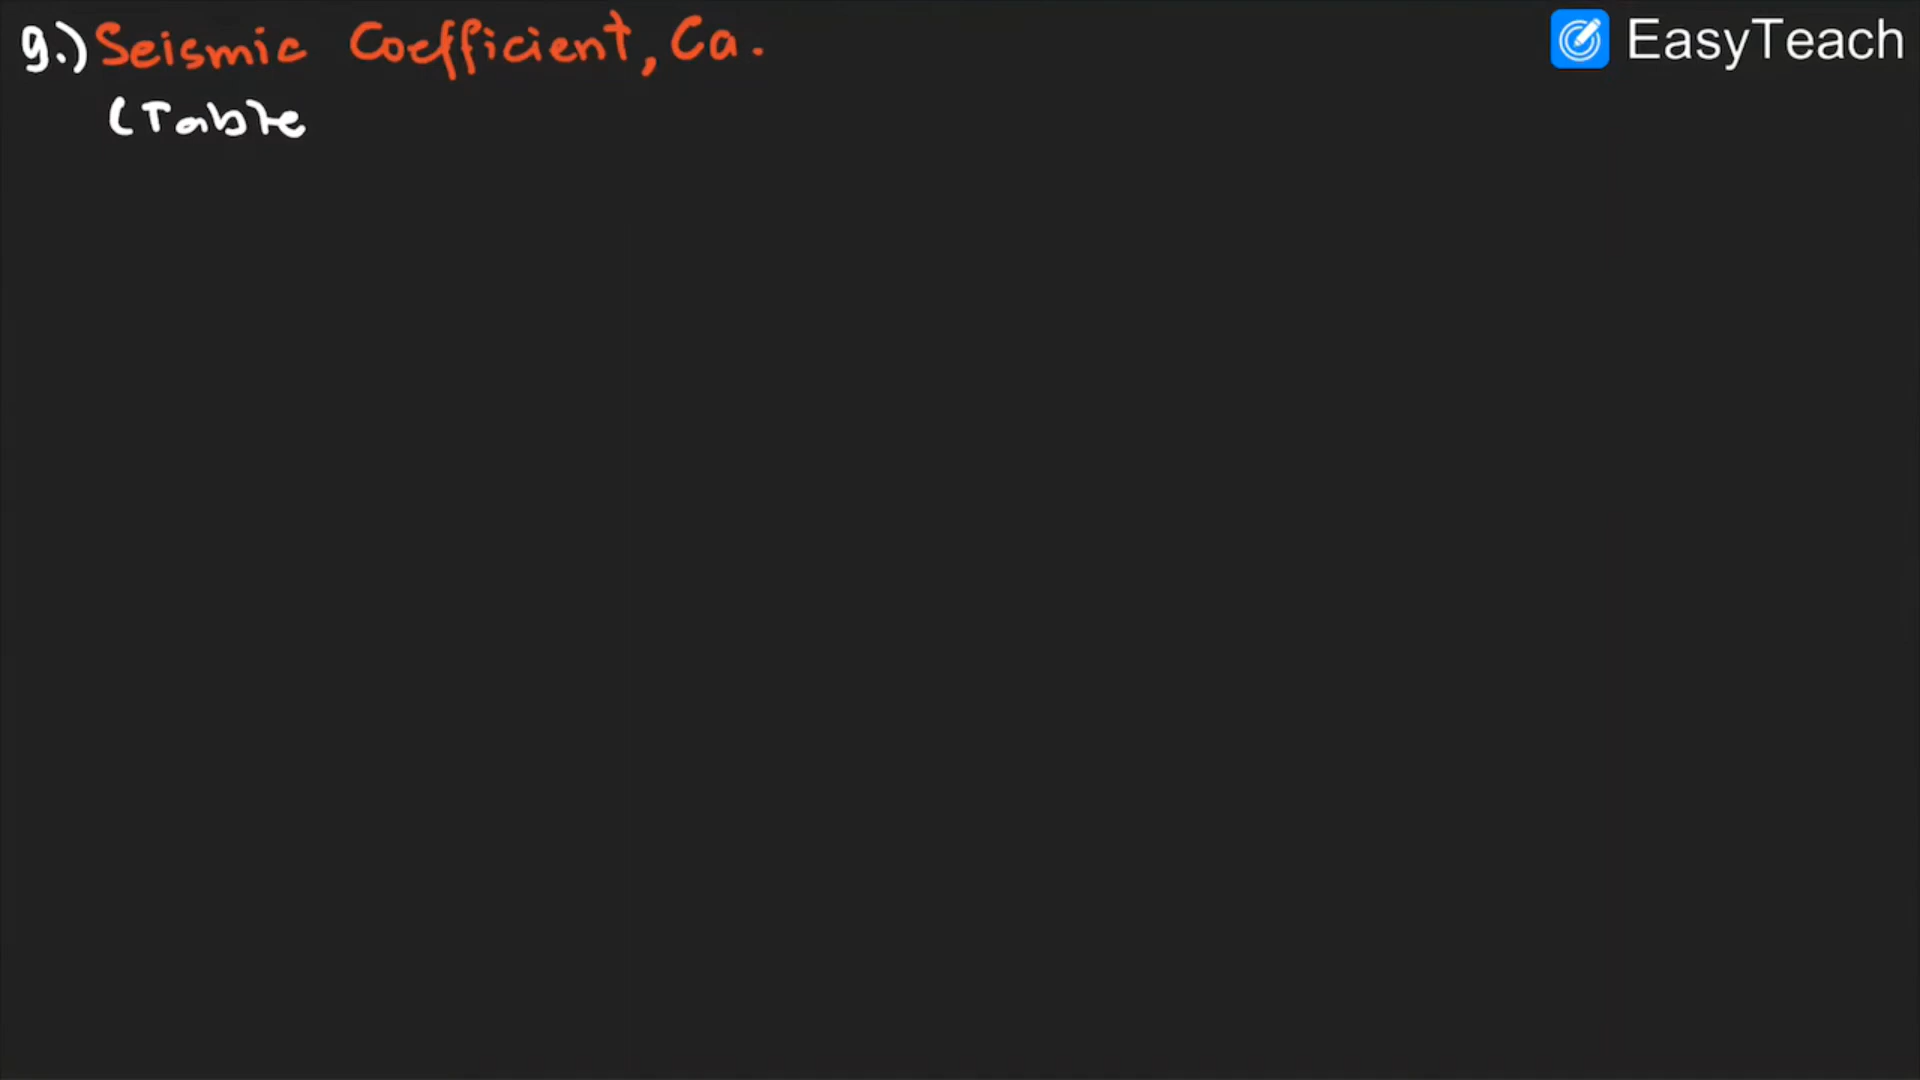 9.) Seismic Coefficient, Ca.
EasyTeach
(Table